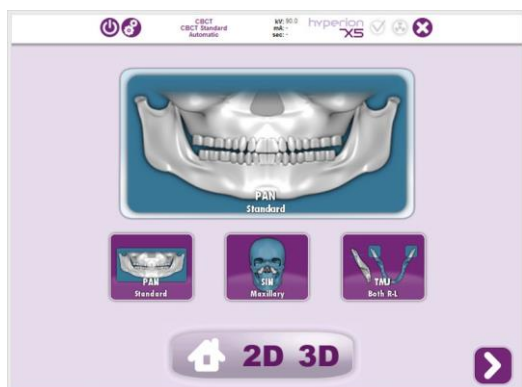 CBCT
CBCT Standard
Automatic
kV: 90.0
mA: -
sec: -
hyperion
X5
PAN
Standard
PAN
Standard
SIN
Maxillary
TMJ
Both R-L
2D 3D